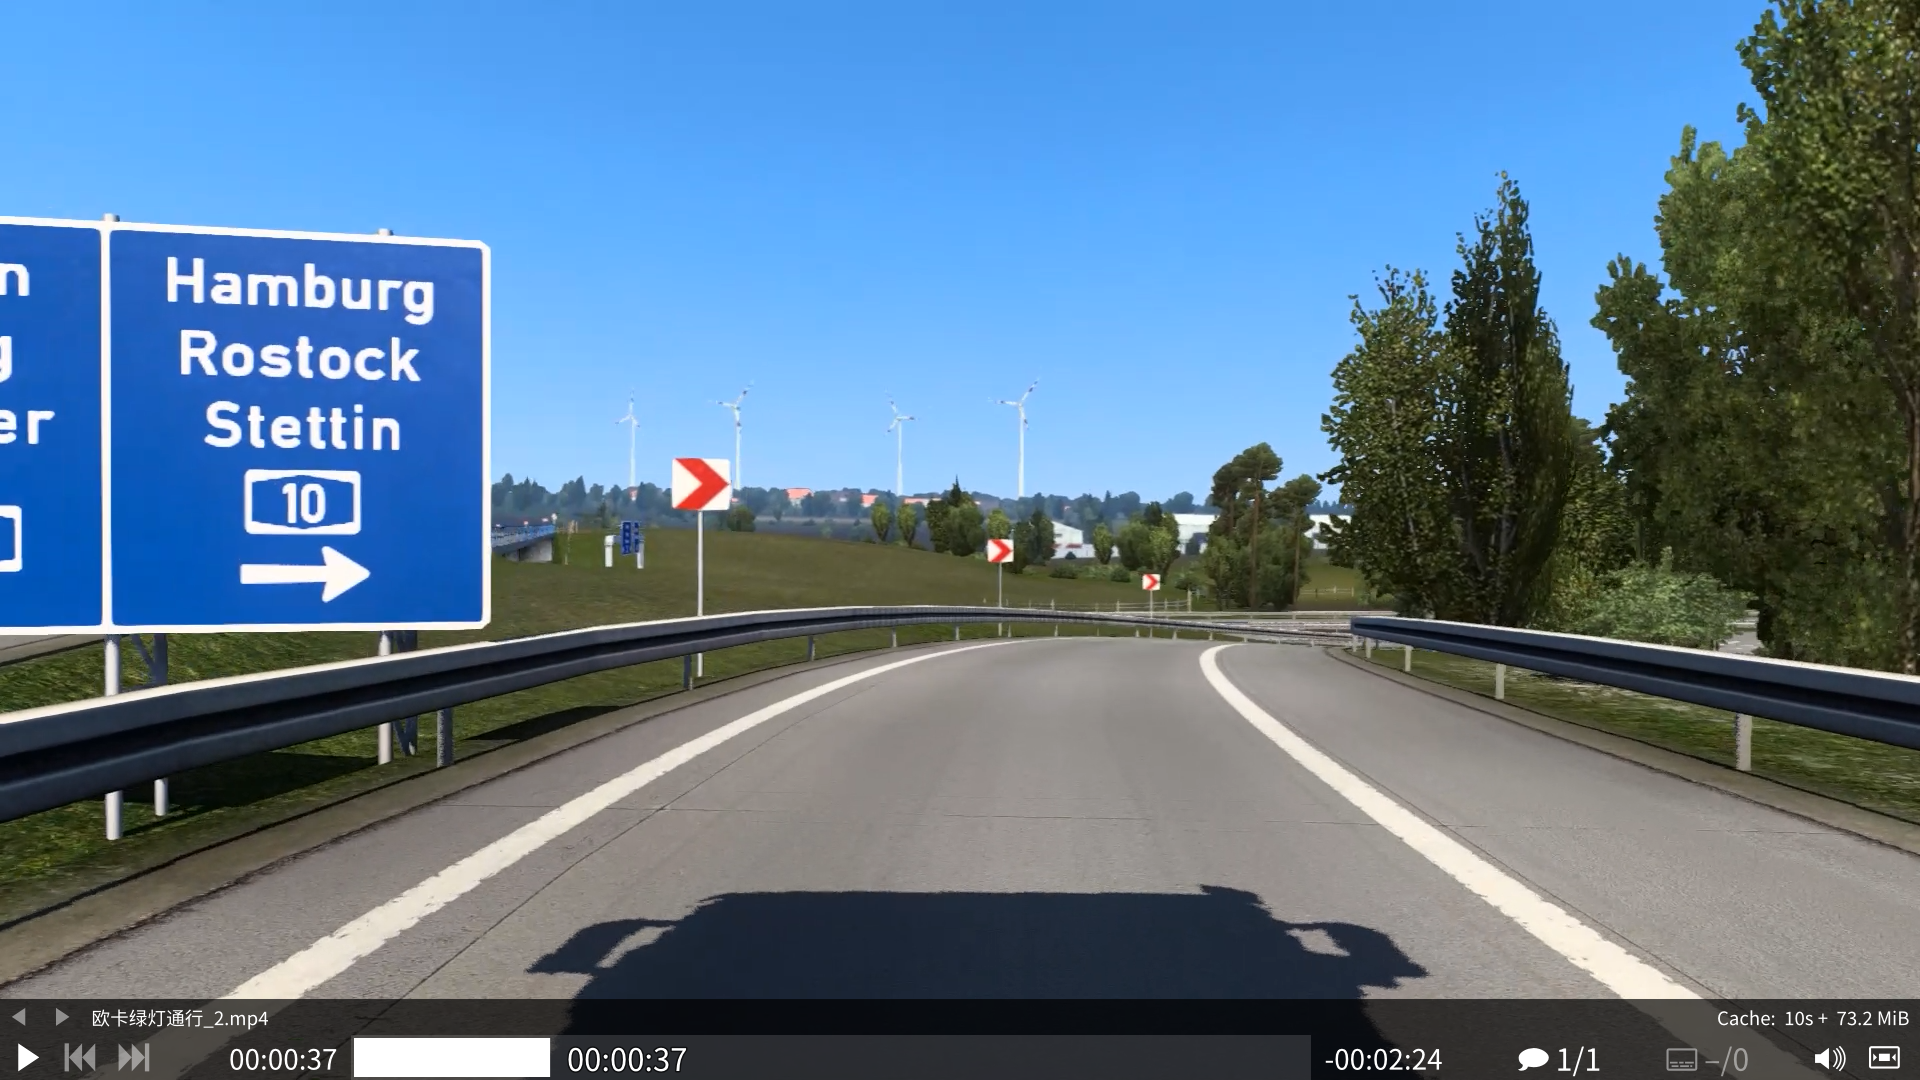 Hamburg
Rostock
Stettin
10
n
g
er
欧卡绿灯通行_2.mp4
Cache: 10s + 73.2 MiB
00:00:37
00:00:37
-00:02:24
1/1
–/0